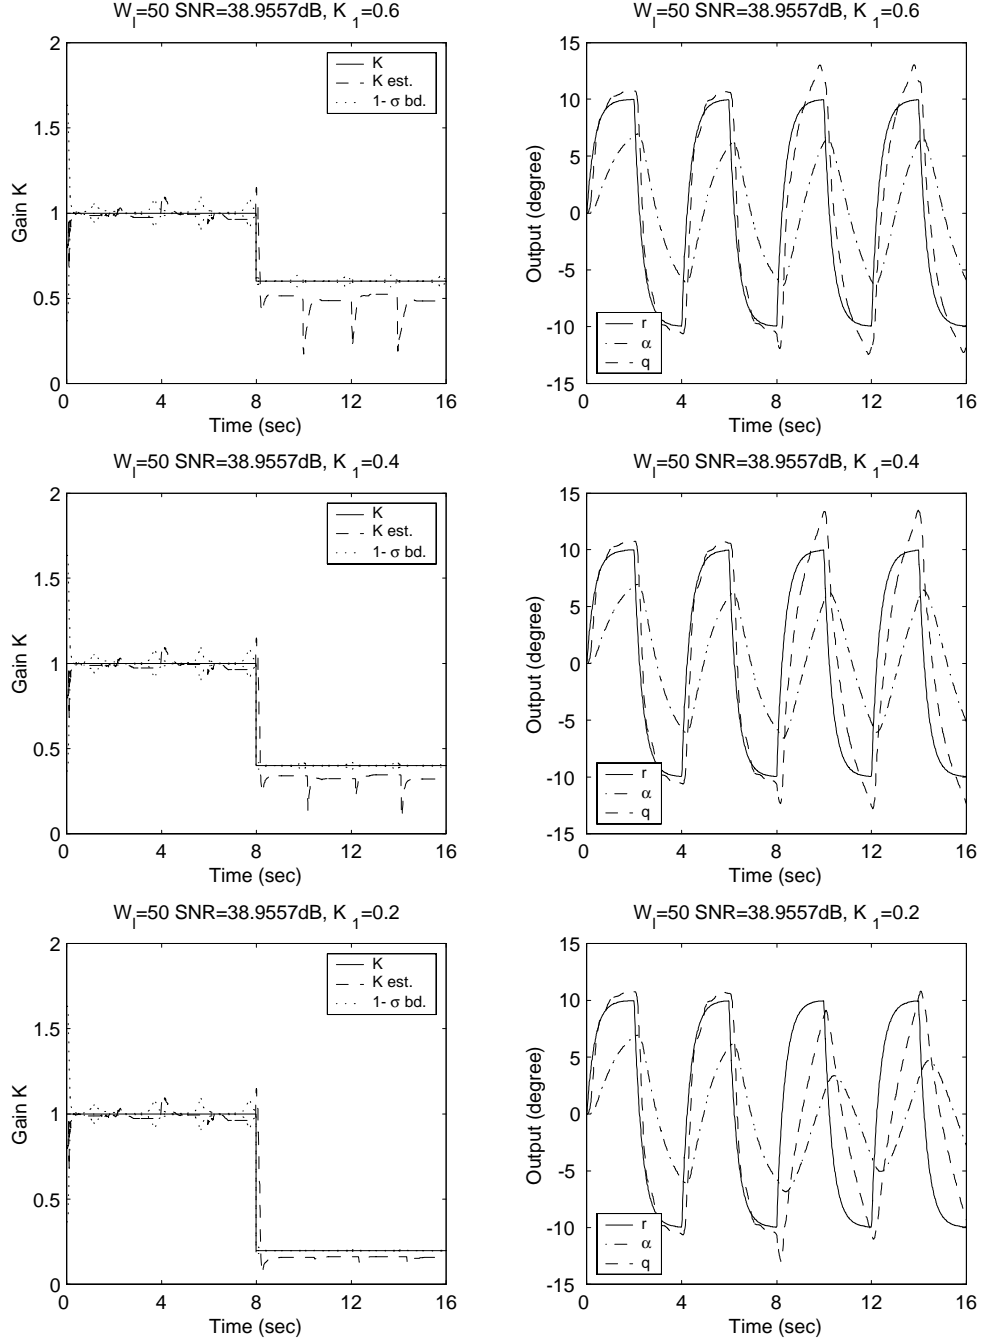 W_l=50 SNR=38.9557dB, K_1=0.6
2
1.5
1
0.5
0
Gain K
K
K est.
1- σ bd.
0 4 8 12 16
Time (sec)
W_l=50 SNR=38.9557dB, K_1=0.6
15
10
5
0
-5
-10
-15
Output (degree)
r
α
q
0 4 8 12 16
Time (sec)
W_l=50 SNR=38.9557dB, K_1=0.4
2
1.5
1
0.5
0
Gain K
K
K est.
1- σ bd.
0 4 8 12 16
Time (sec)
W_l=50 SNR=38.9557dB, K_1=0.4
15
10
5
0
-5
-10
-15
Output (degree)
r
α
q
0 4 8 12 16
Time (sec)
W_l=50 SNR=38.9557dB, K_1=0.2
2
1.5
1
0.5
0
Gain K
K
K est.
1- σ bd.
0 4 8 12 16
Time (sec)
W_l=50 SNR=38.9557dB, K_1=0.2
15
10
5
0
-5
-10
-15
Output (degree)
r
α
q
0 4 8 12 16
Time (sec)